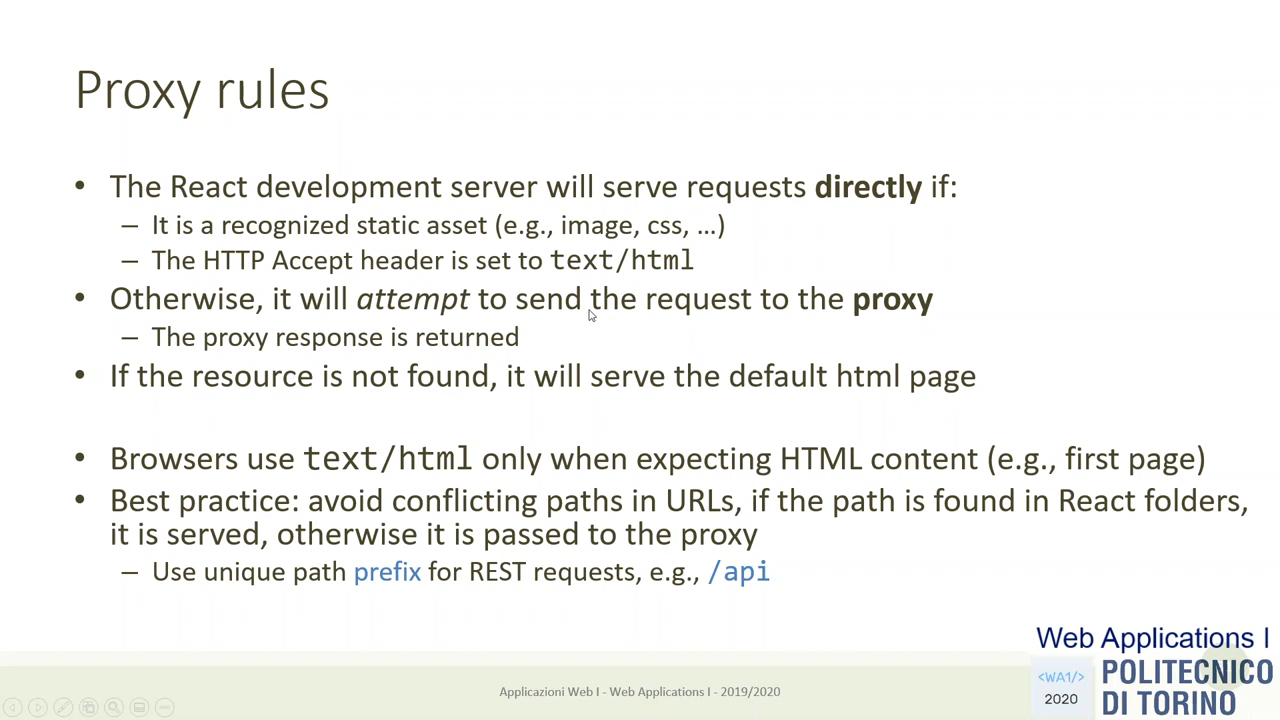 Proxy rules
• The React development server will serve requests directly if:
– It is a recognized static asset (e.g., image, css, …)
– The HTTP Accept header is set to text/html
• Otherwise, it will attempt to send the request to the proxy
– The proxy response is returned
• If the resource is not found, it will serve the default html page
• Browsers use text/html only when expecting HTML content (e.g., first page)
• Best practice: avoid conflicting paths in URLs, if the path is found in React folders,
it is served, otherwise it is passed to the proxy
– Use unique path prefix for REST requests, e.g., /api
Applicazioni Web I - Web Applications I - 2019/2020
Web Applications I
<WA1/>
2020
POLITECNICO
DI TORINO